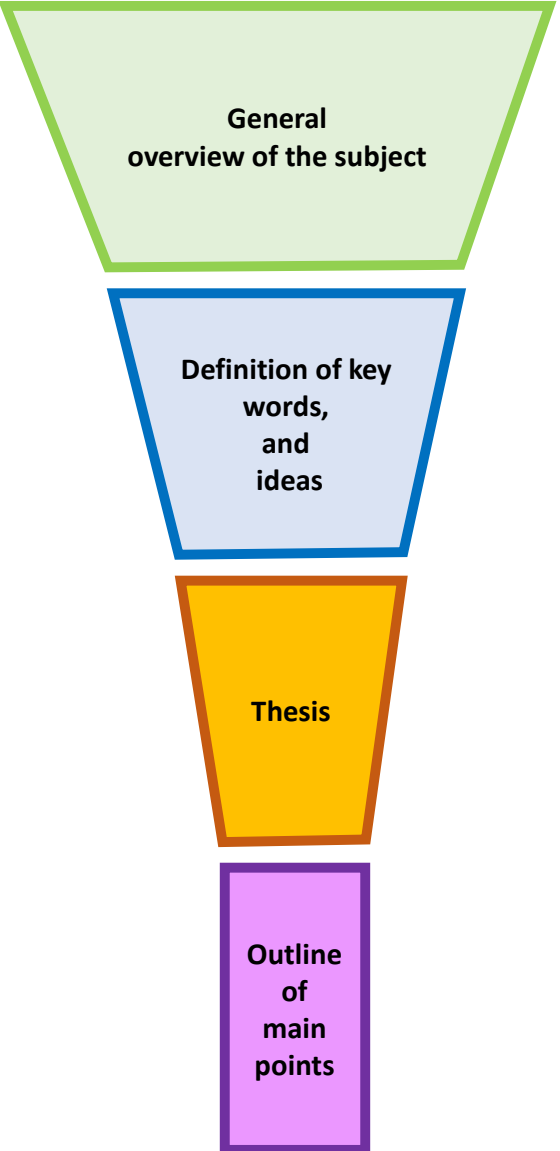 General
overview of the subject
Definition of key
words,
and
ideas
Thesis
Outline
of
main
points